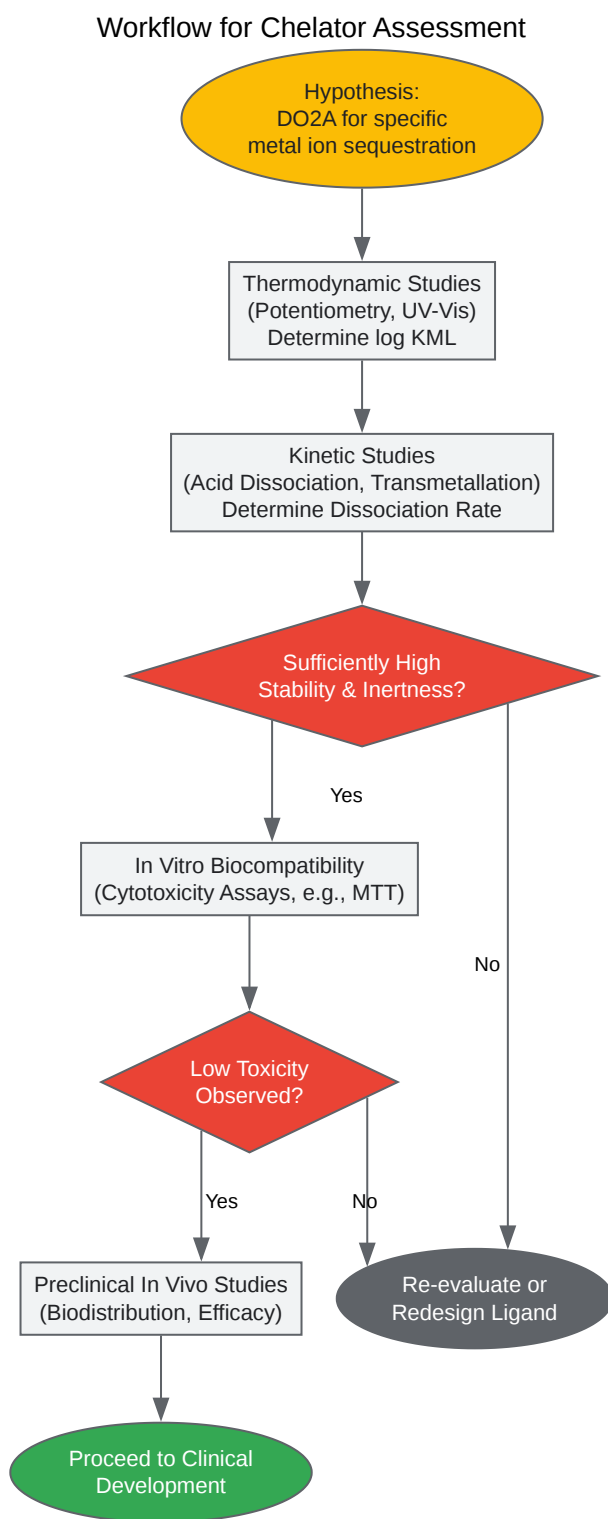 Workflow for Chelator Assessment
Hypothesis:
DO2A for specific
metal ion sequestration
Thermodynamic Studies
(Potentiometry, UV-Vis)
Determine log KML
Kinetic Studies
(Acid Dissociation, Transmetallation)
Determine Dissociation Rate
Sufficiently High
Stability & Inertness?
Yes
In Vitro Biocompatibility
(Cytotoxicity Assays, e.g., MTT)
No
Low Toxicity
Observed?
Yes
No
Preclinical In Vivo Studies
(Biodistribution, Efficacy)
Re-evaluate or
Redesign Ligand
Proceed to Clinical
Development